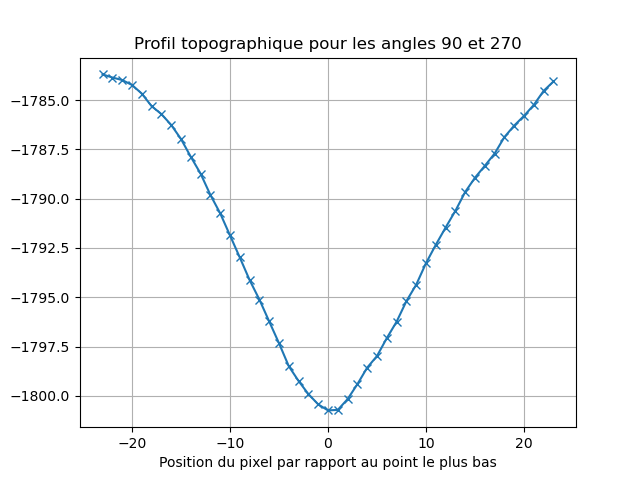 Profil topographique pour les angles 90 et 270
−1785.0
−1787.5
−1790.0
−1792.5
−1795.0
−1797.5
−1800.0
−20 −10 0 10 20
Position du pixel par rapport au point le plus bas